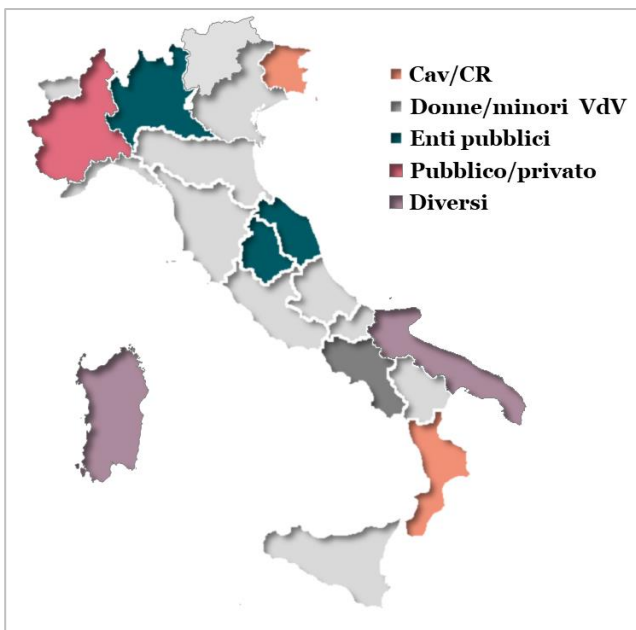 Cav/CR
Donne/minori VdV
Enti pubblici
Pubblico/privato
Diversi